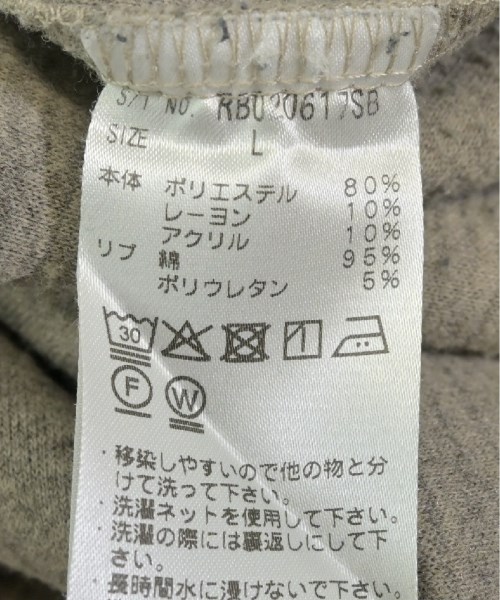 S/T NO. RB020617SB
SIZE L
本体 ポリエステル 80%
レーヨン 10%
アクリル 10%
リブ 綿 95%
ポリウレタン 5%
30
F W
・移染しやすいので他の物と分
けて洗って下さい。
・洗濯ネットを使用して下さい。
・洗濯の際には裏返しにして下
さい。
・長時間水に浸けないで下さい。